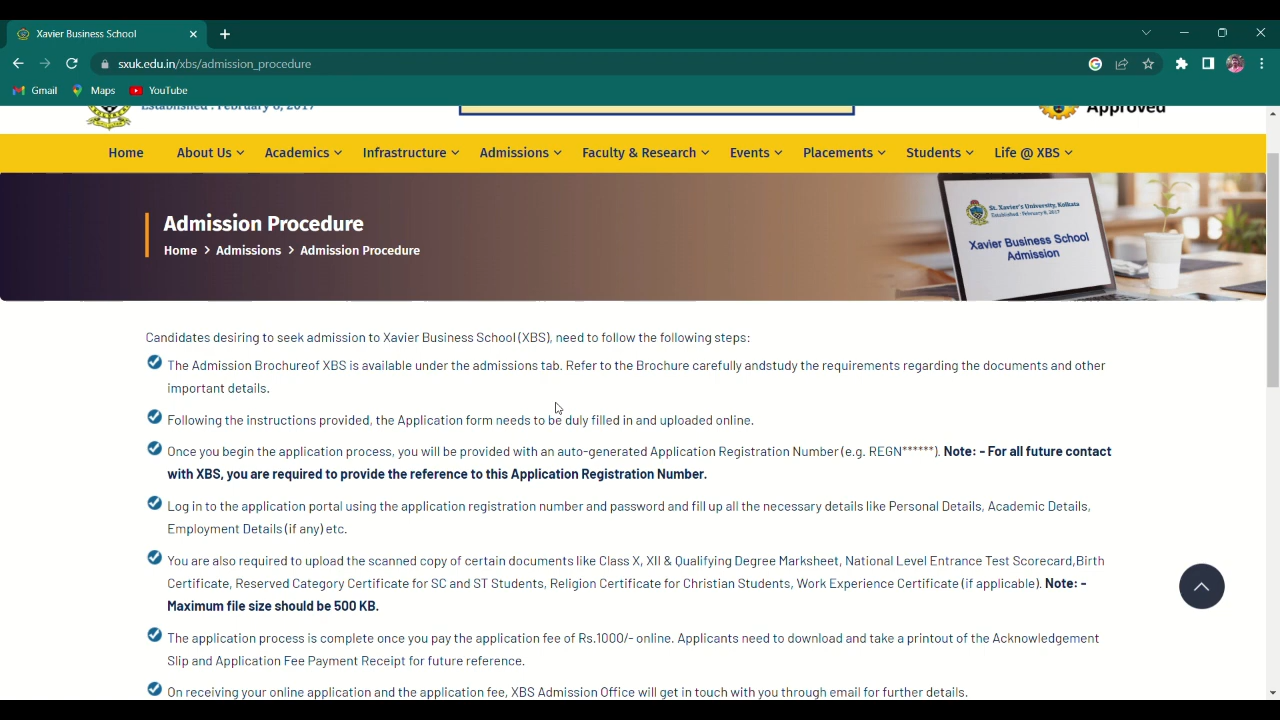 Xavier Business School
sxuk.edu.in/xbs/admission_procedure
Gmail Maps YouTube
Established : February 6, 2017
Approved
Home About Us Academics Infrastructure Admissions Faculty & Research Events Placements Students Life @ XBS
Admission Procedure
Home > Admissions > Admission Procedure
St. Xavier's University, Kolkata
Established : February 6, 2017
Xavier Business School
Admission
Candidates desiring to seek admission to Xavier Business School (XBS), need to follow the following steps:
The Admission Brochureof XBS is available under the admissions tab. Refer to the Brochure carefully andstudy the requirements regarding the documents and other
important details.
Following the instructions provided, the Application form needs to be duly filled in and uploaded online.
Once you begin the application process, you will be provided with an auto-generated Application Registration Number (e.g. REGN******). Note: - For all future contact
with XBS, you are required to provide the reference to this Application Registration Number.
Log in to the application portal using the application registration number and password and fill up all the necessary details like Personal Details, Academic Details,
Employment Details (if any) etc.
You are also required to upload the scanned copy of certain documents like Class X, XII & Qualifying Degree Marksheet, National Level Entrance Test Scorecard,Birth
Certificate, Reserved Category Certificate for SC and ST Students, Religion Certificate for Christian Students, Work Experience Certificate (if applicable). Note: -
Maximum file size should be 500 KB.
The application process is complete once you pay the application fee of Rs.1000/- online. Applicants need to download and take a printout of the Acknowledgement
Slip and Application Fee Payment Receipt for future reference.
On receiving your online application and the application fee, XBS Admission Office will get in touch with you through email for further details.